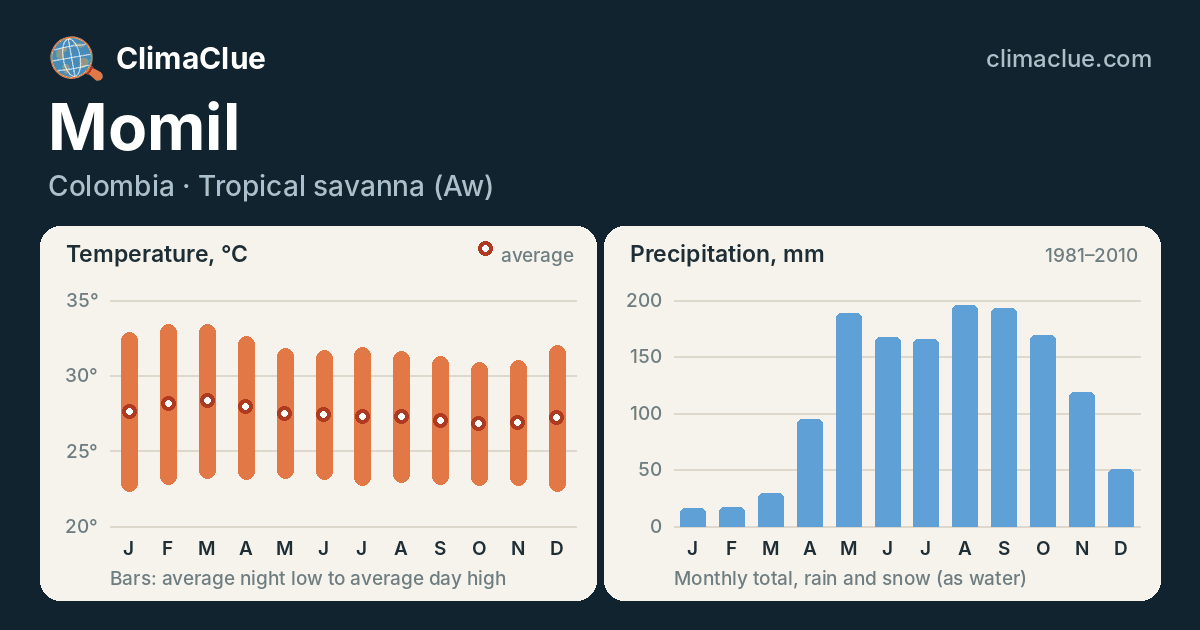 ClimaClue
climaclue.com
Momil
Colombia · Tropical savanna (Aw)
Temperature, °C
average
35°
30°
25°
20°
J F M A M J J A S O N D
Bars: average night low to average day high
Precipitation, mm
1981–2010
200
150
100
50
0
J F M A M J J A S O N D
Monthly total, rain and snow (as water)